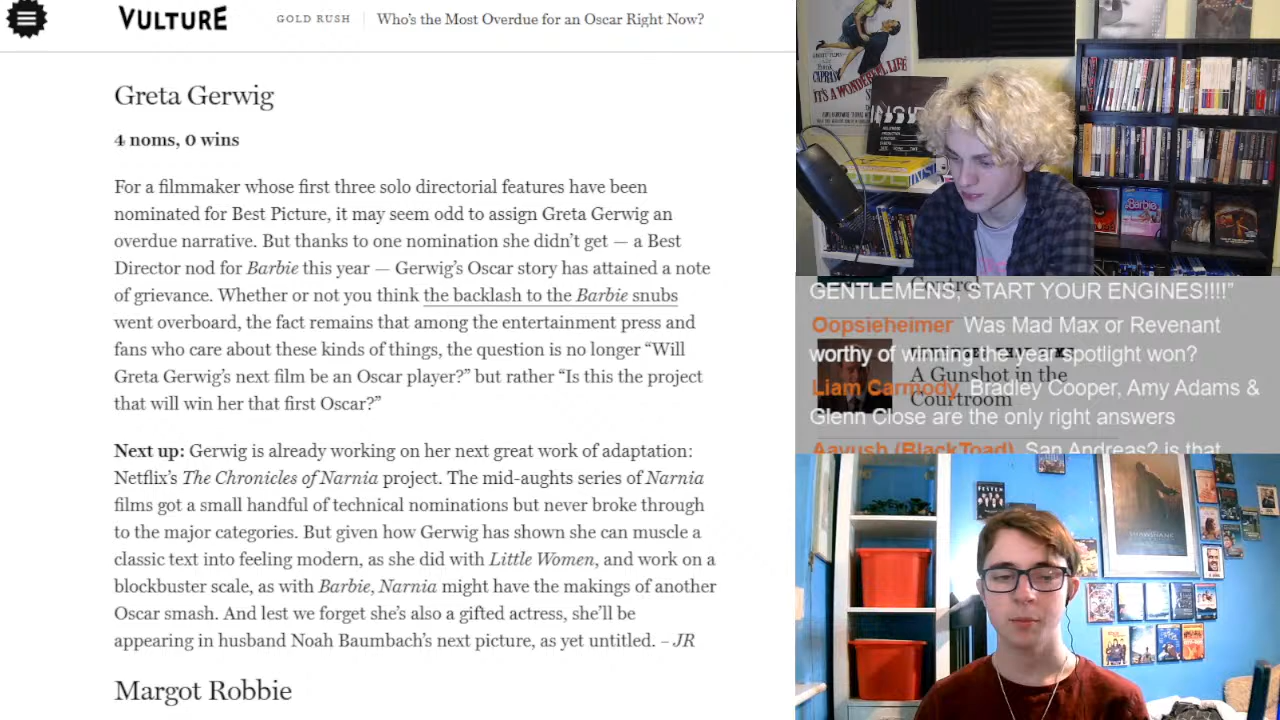 VULTURE
GOLD RUSH
Who's the Most Overdue for an Oscar Right Now?
Greta Gerwig
4 noms, 0 wins
For a filmmaker whose first three solo directorial features have been
nominated for Best Picture, it may seem odd to assign Greta Gerwig an
overdue narrative. But thanks to one nomination she didn't get — a Best
Director nod for Barbie this year — Gerwig's Oscar story has attained a note
of grievance. Whether or not you think the backlash to the Barbie snubs
went overboard, the fact remains that among the entertainment press and
fans who care about these kinds of things, the question is no longer “Will
Greta Gerwig's next film be an Oscar player?” but rather “Is this the project
that will win her that first Oscar?”
Next up: Gerwig is already working on her next great work of adaptation:
Netflix's The Chronicles of Narnia project. The mid-aughts series of Narnia
films got a small handful of technical nominations but never broke through
to the major categories. But given how Gerwig has shown she can muscle a
classic text into feeling modern, as she did with Little Women, and work on a
blockbuster scale, as with Barbie, Narnia might have the makings of another
Oscar smash. And lest we forget she's also a gifted actress, she'll be
appearing in husband Noah Baumbach's next picture, as yet untitled. – JR
Margot Robbie
FRANK
CAPRA'S
IT'S A WONDERFUL LIFE
INSIDE
Barbie
Control
GENTLEMENS, START YOUR ENGINES!!!!”
Oopsieheimer Was Mad Max or Revenant
worthy of winning the year spotlight won?
A Gunshot in the
Courtroom
Liam Carmody Bradley Cooper, Amy Adams &
Glenn Close are the only right answers
Aayush (BlackToad) San Andreas? is that